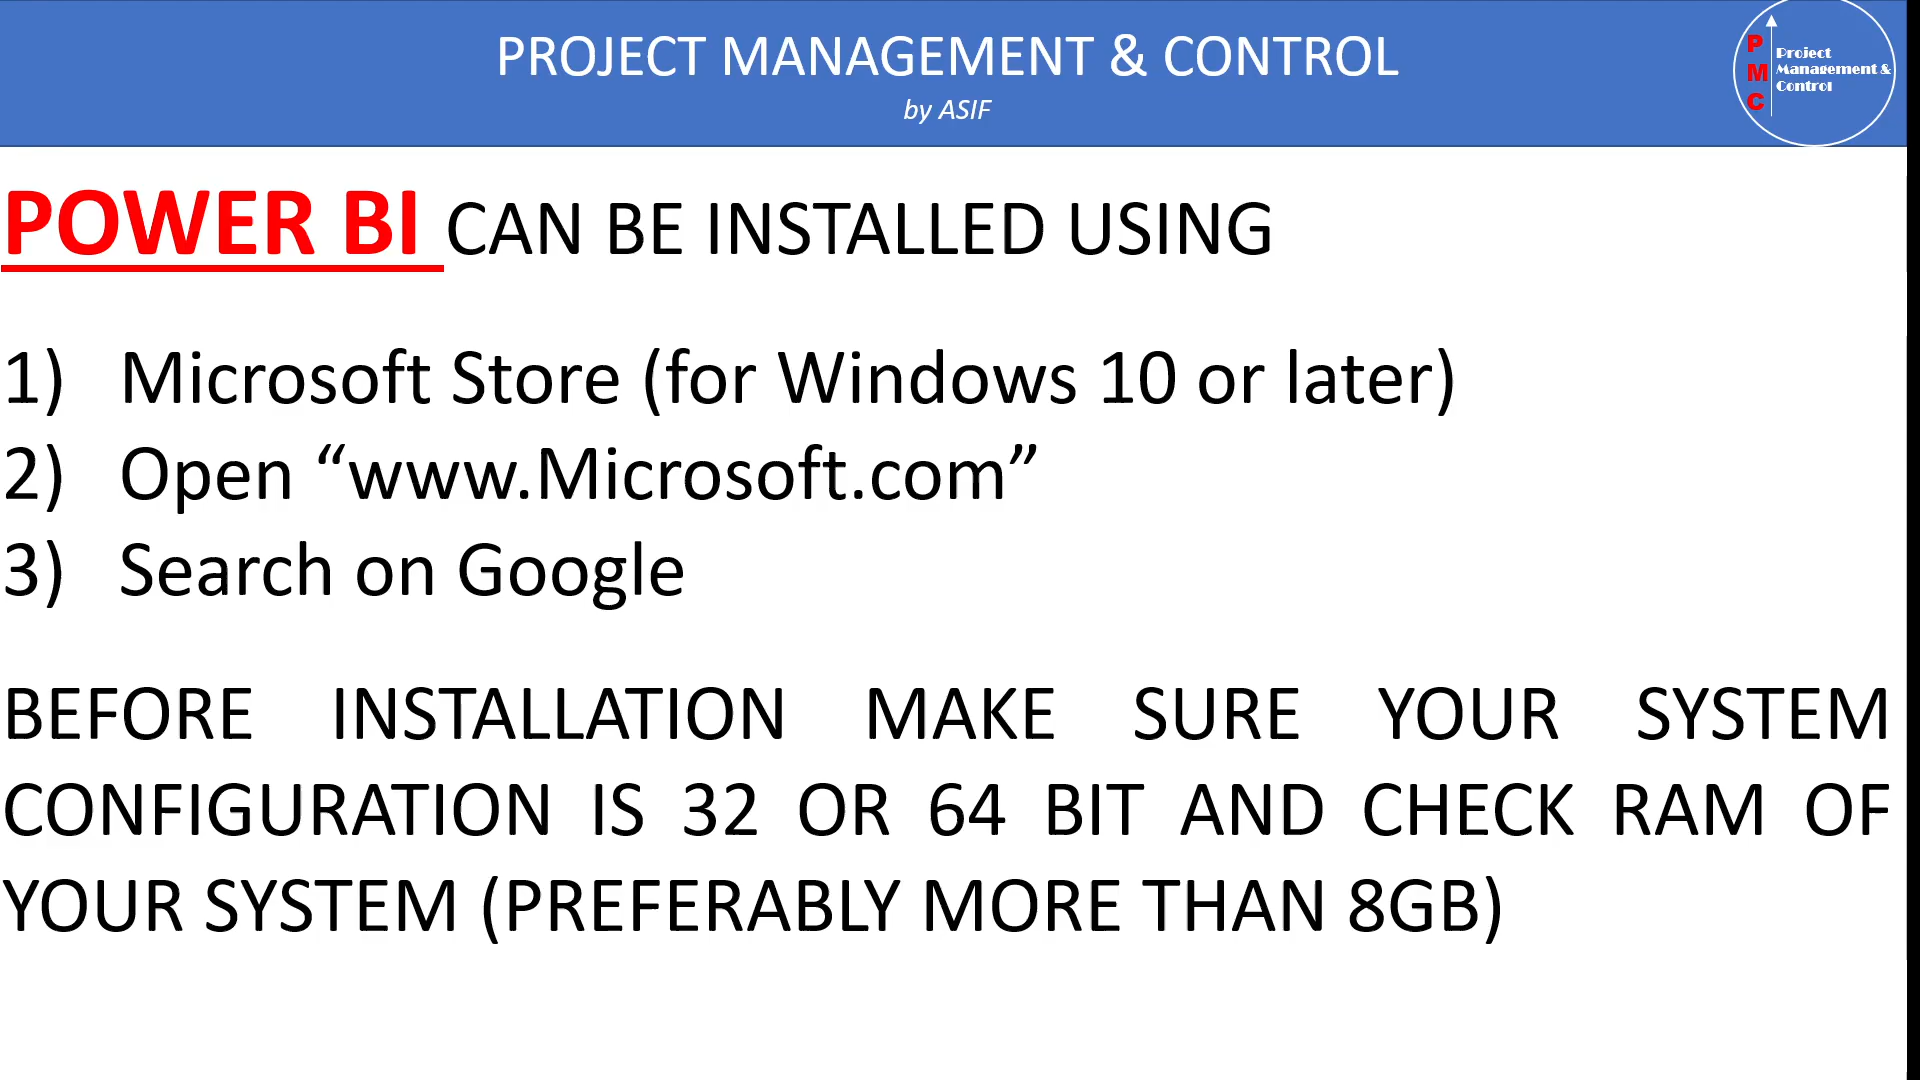 PROJECT MANAGEMENT & CONTROL
by ASIF
P
M
C
Project
Management &
Control
POWER BI CAN BE INSTALLED USING
1) Microsoft Store (for Windows 10 or later)
2) Open “www.Microsoft.com”
3) Search on Google
BEFORE INSTALLATION MAKE SURE YOUR SYSTEM
CONFIGURATION IS 32 OR 64 BIT AND CHECK RAM OF
YOUR SYSTEM (PREFERABLY MORE THAN 8GB)